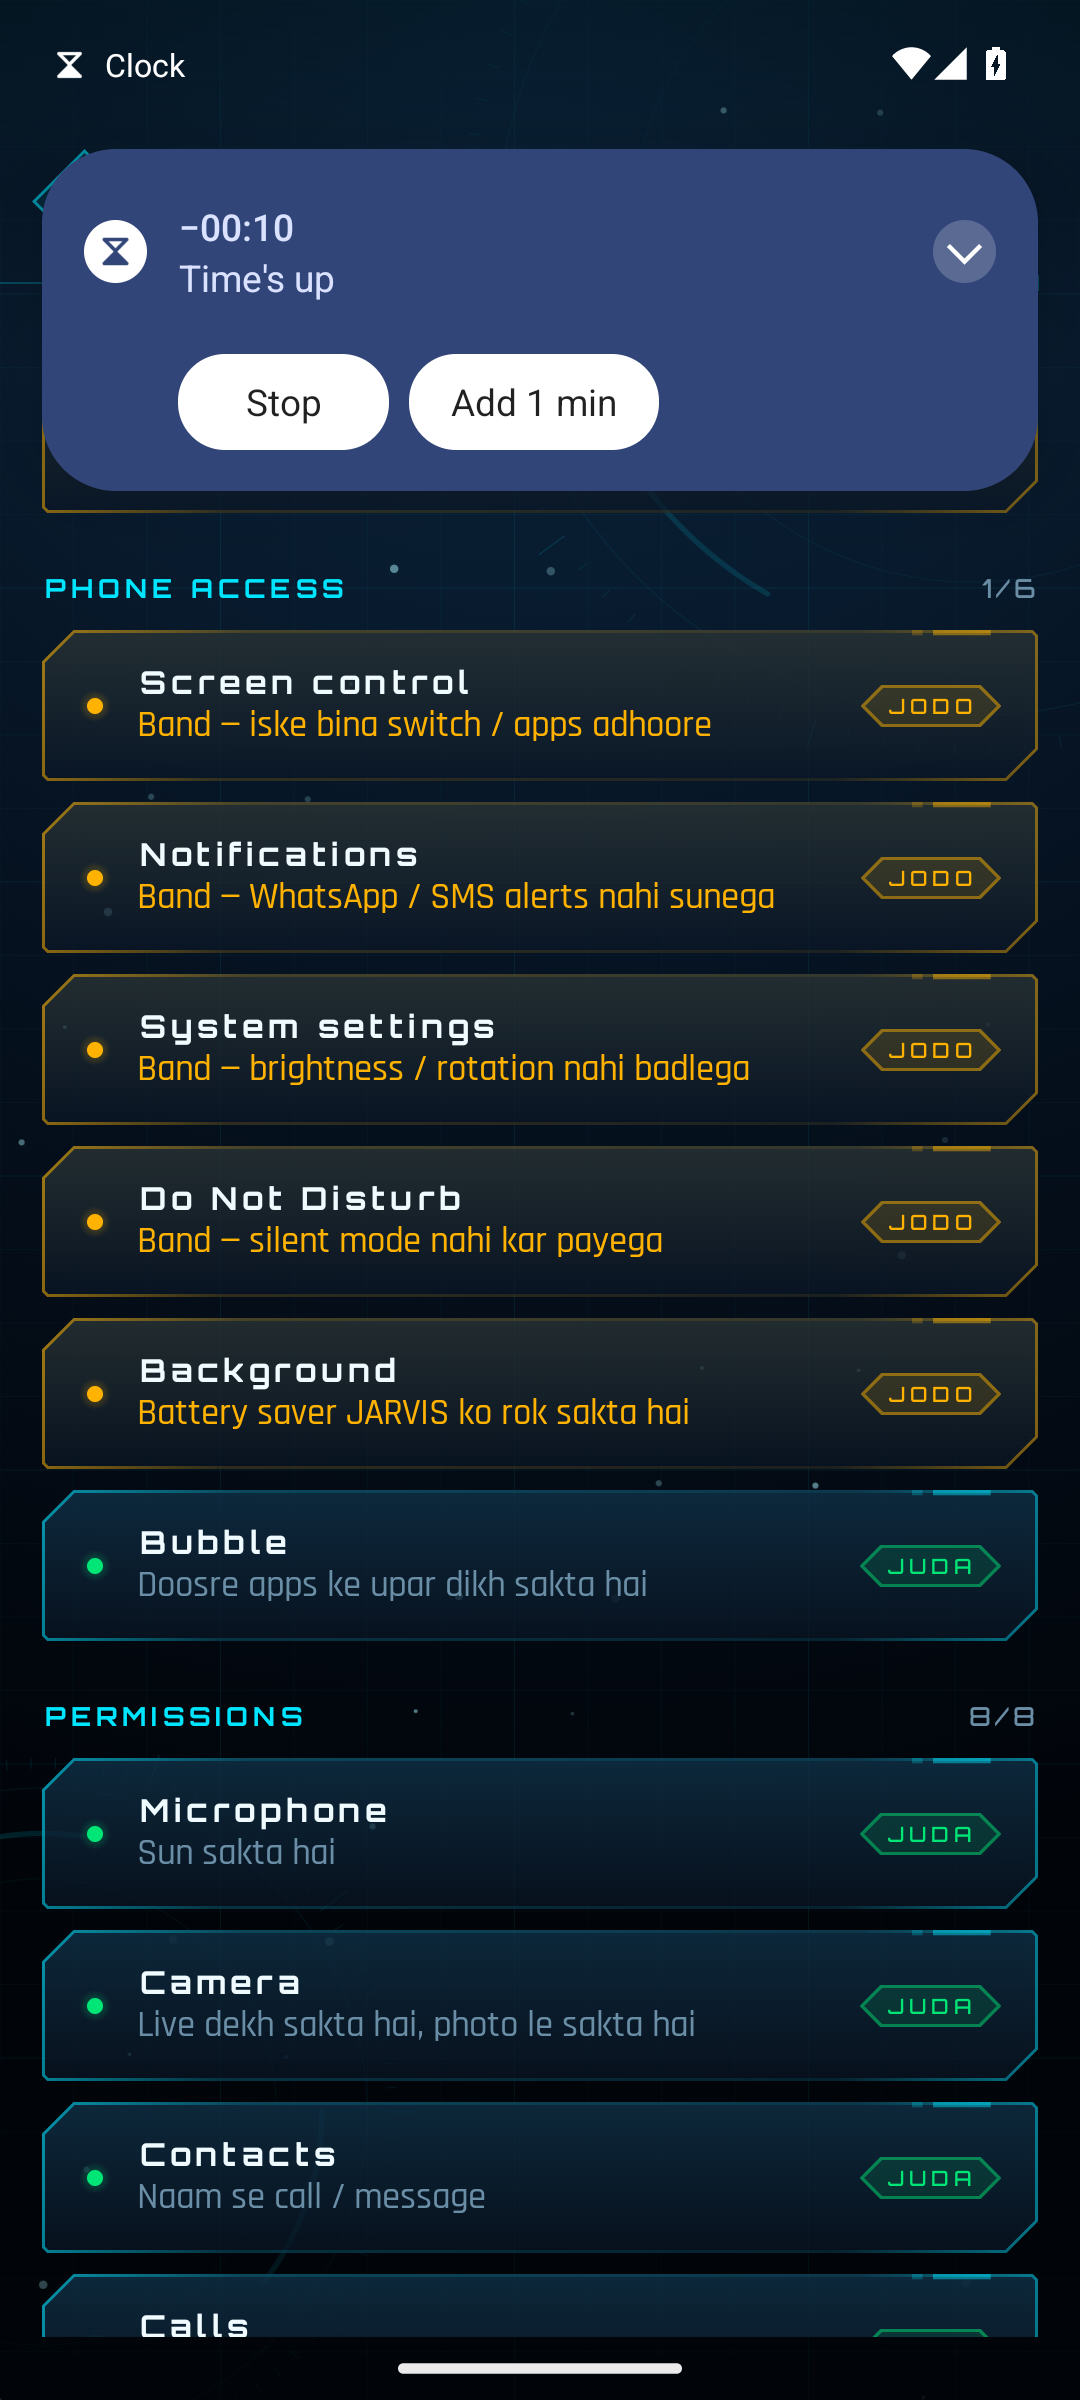 Clock
−00:10
Time's up
Stop
Add 1 min
PHONE ACCESS
1/6
Screen control
Band – iske bina switch / apps adhoore
JODO
Notifications
Band – WhatsApp / SMS alerts nahi sunega
JODO
System settings
Band – brightness / rotation nahi badlega
JODO
Do Not Disturb
Band – silent mode nahi kar payega
JODO
Background
Battery saver JARVIS ko rok sakta hai
JODO
Bubble
Doosre apps ke upar dikh sakta hai
JUDA
PERMISSIONS
8/8
Microphone
Sun sakta hai
JUDA
Camera
Live dekh sakta hai, photo le sakta hai
JUDA
Contacts
Naam se call / message
JUDA
Calls